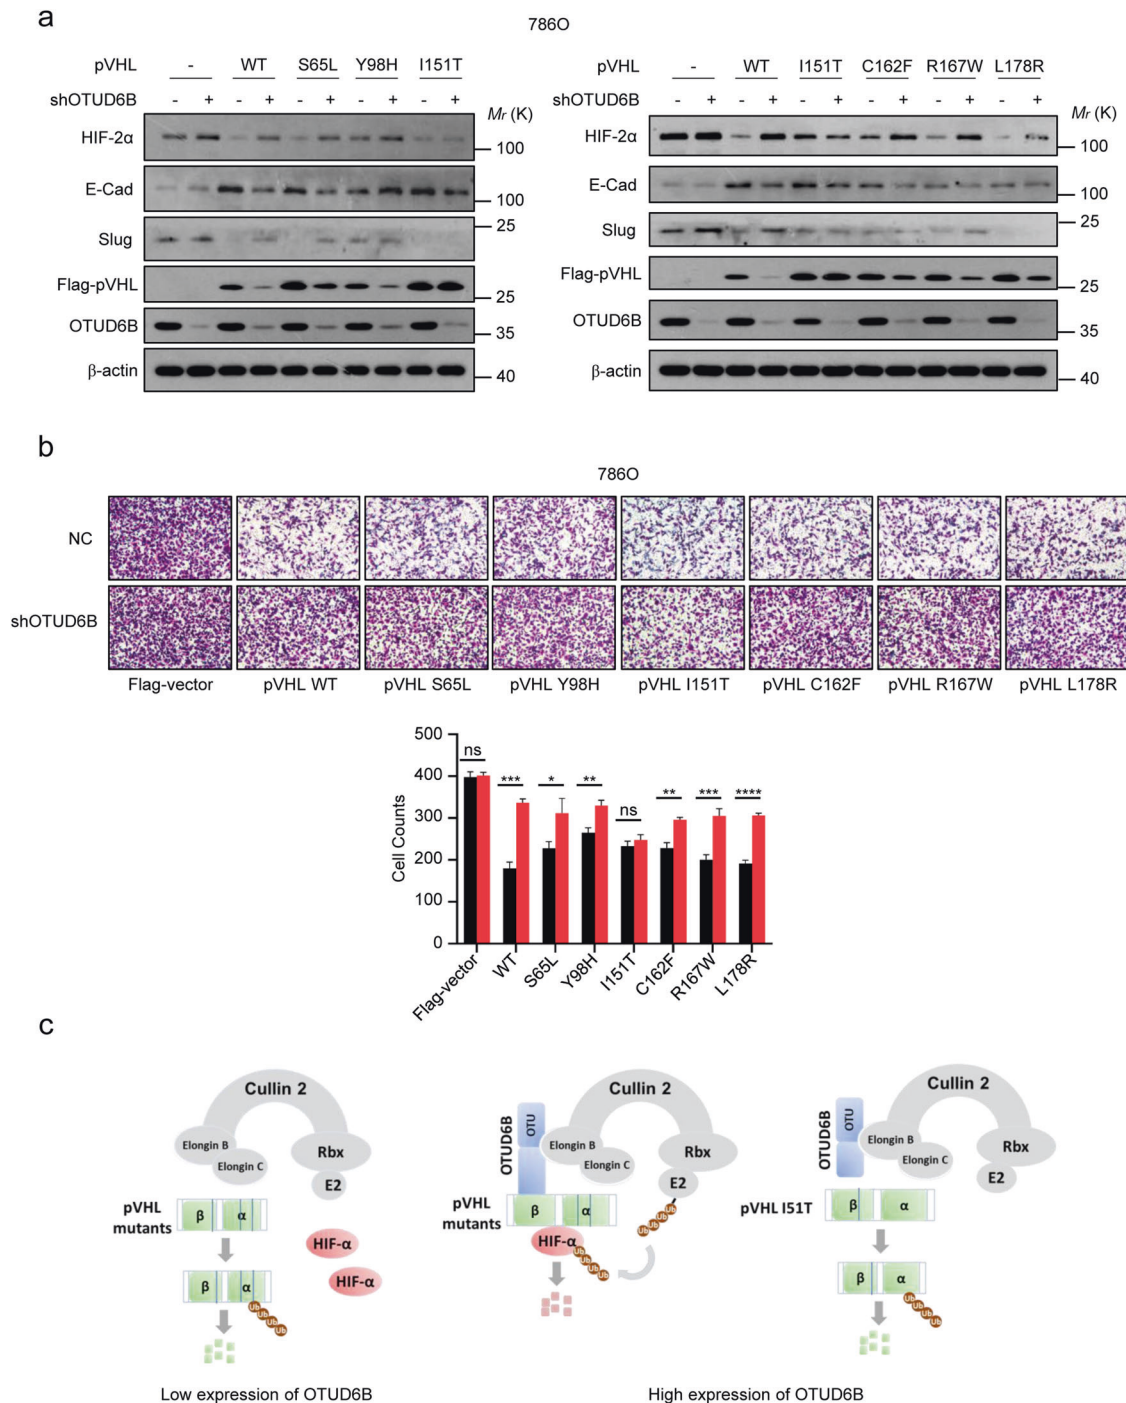 a
786O
pVHL - WT S65L Y98H I151T
shOTUD6B - + - + - + - + - + Mr (K)
HIF-2α 100
E-Cad 100
Slug 25
Flag-pVHL 25
OTUD6B 35
β-actin 40
pVHL - WT I151T C162F R167W L178R
shOTUD6B - + - + - + - + - + - + Mr (K)
HIF-2α 100
E-Cad 100
Slug 25
Flag-pVHL 25
OTUD6B 35
β-actin 40
b
786O
NC
shOTUD6B
Flag-vector pVHL WT pVHL S65L pVHL Y98H pVHL I151T pVHL C162F pVHL R167W pVHL L178R
Cell Counts
500
400
300
200
100
0
ns *** * ** ns ** *** ****
Flag-vector WT S65L Y98H I151T C162F R167W L178R
c
Cullin 2
Elongin B
Elongin C
Rbx
E2
pVHL
mutants
β α
HIF-α
HIF-α
β α
Ub Ub Ub Ub
Low expression of OTUD6B
Cullin 2
OTUD6B
OTU
Elongin B
Elongin C
Rbx
E2
Ub Ub Ub Ub
pVHL
mutants
β α
HIF-α
Ub Ub Ub Ub
Cullin 2
OTUD6B
OTU
Elongin B
Elongin C
Rbx
E2
pVHL I51T
β α
β α
Ub Ub Ub Ub
High expression of OTUD6B